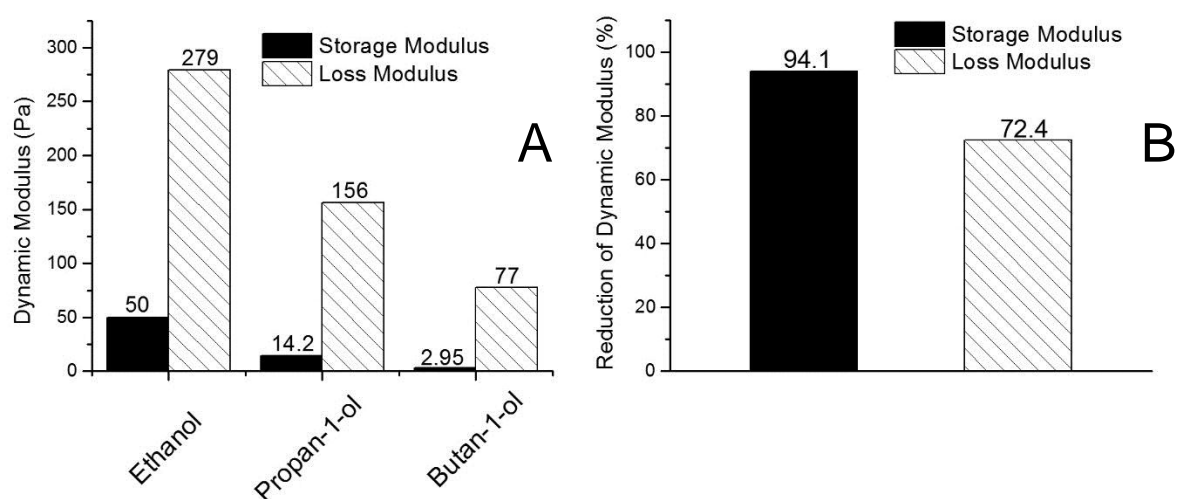 Dynamic Modulus (Pa)
300
250
200
150
100
50
0
Storage Modulus
Loss Modulus
279
50
156
14.2
77
2.95
Ethanol
Propan-1-ol
Butan-1-ol
A
Reduction of Dynamic Modulus (%)
100
80
60
40
20
0
Storage Modulus
Loss Modulus
94.1
72.4
B